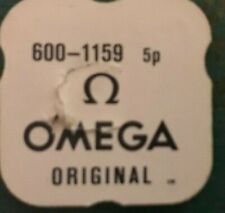 600-1159 5p
Ω
OMEGA
ORIGINAL